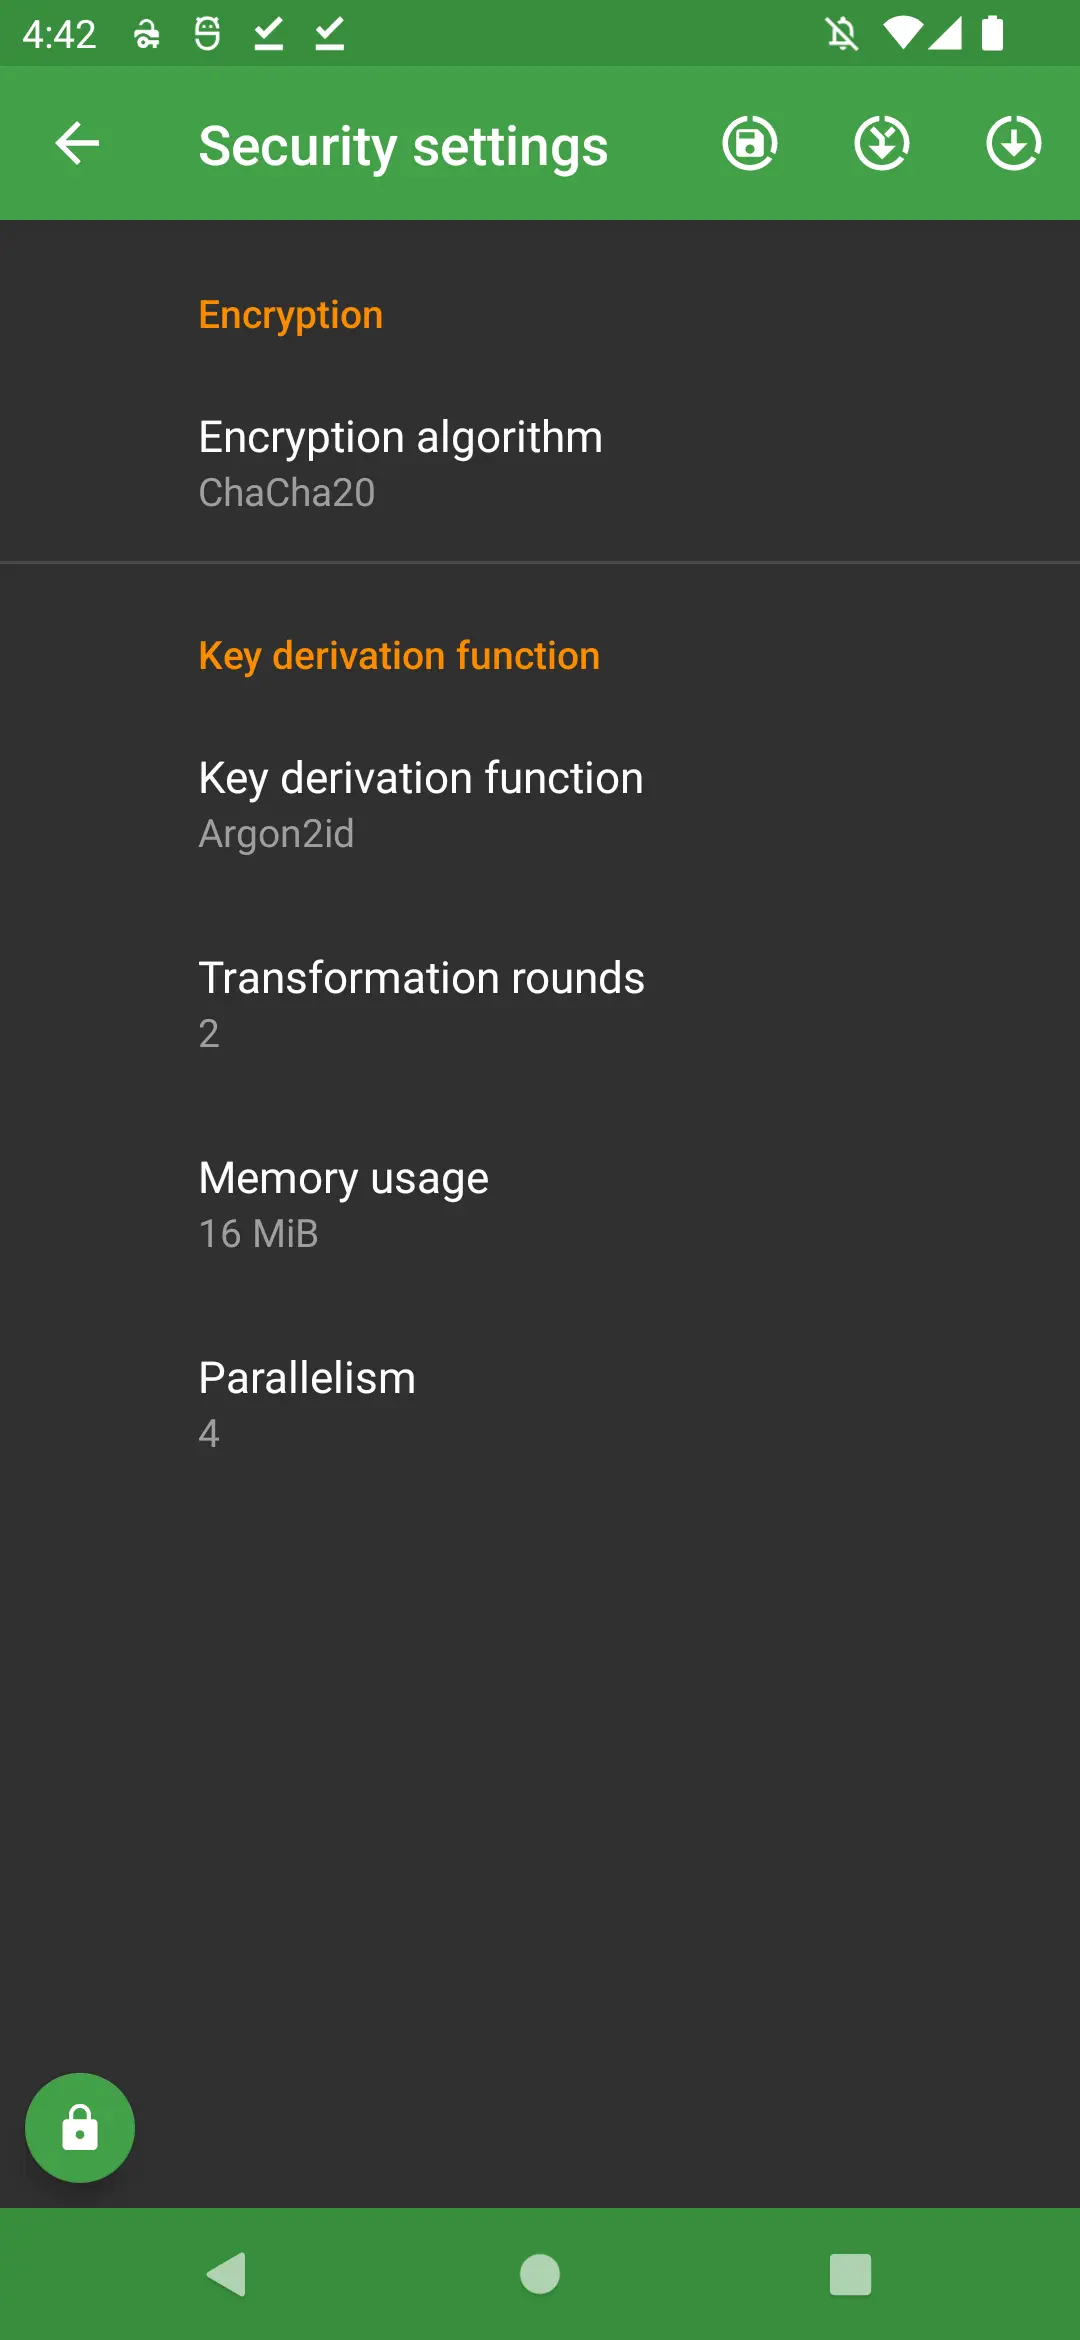 4:42
Security settings
Encryption
Encryption algorithm
ChaCha20
Key derivation function
Key derivation function
Argon2id
Transformation rounds
2
Memory usage
16 MiB
Parallelism
4